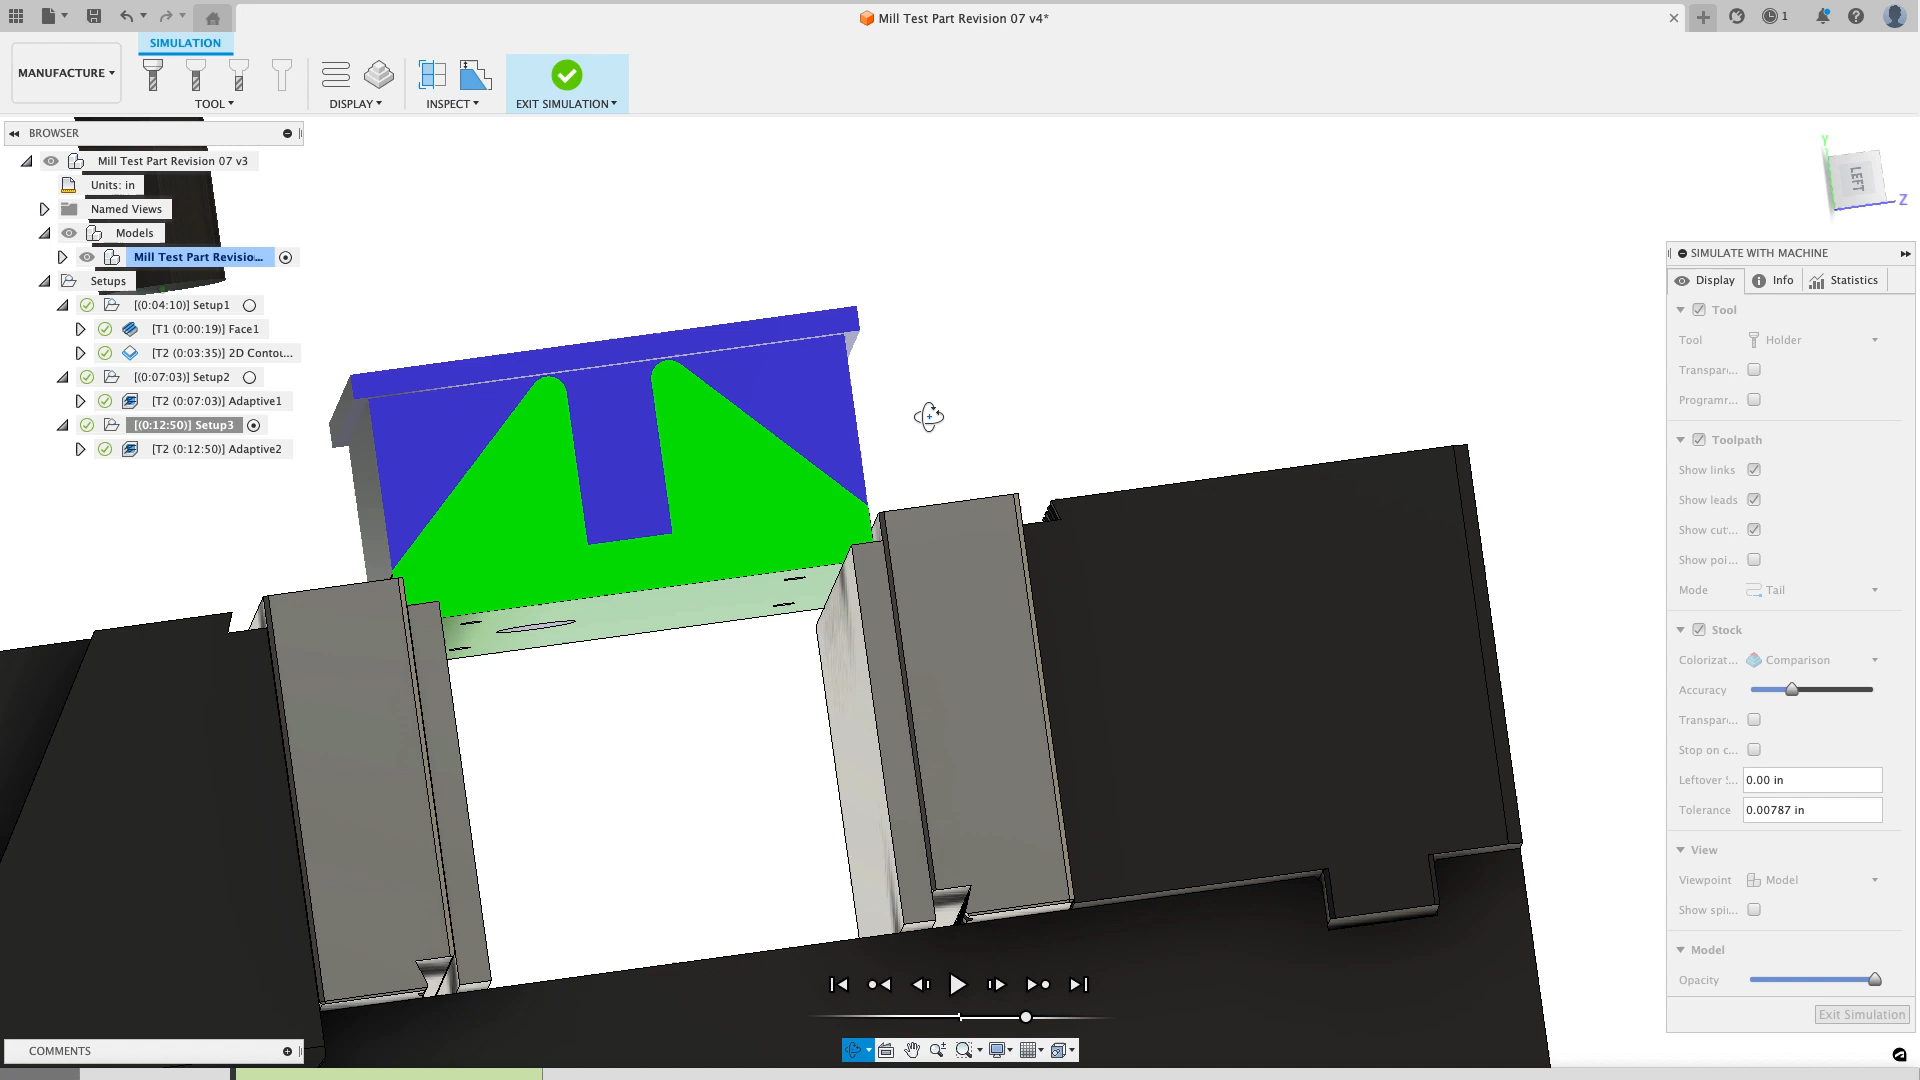 Mill Test Part Revision 07 v4*
1
SIMULATION
MANUFACTURE
TOOL
DISPLAY
INSPECT
EXIT SIMULATION
BROWSER
Mill Test Part Revision 07 v3
Units: in
Named Views
Models
Mill Test Part Revisio...
Setups
[(0:04:10)] Setup1
[T1 (0:00:19)] Face1
[T2 (0:03:35)] 2D Contou...
[(0:07:03)] Setup2
[T2 (0:07:03)] Adaptive1
[(0:12:50)] Setup3
[T2 (0:12:50)] Adaptive2
Y
LEFT
Z
SIMULATE WITH MACHINE
Display
Info
Statistics
Tool
Tool
Holder
Transpar...
Programr...
Toolpath
Show links
Show leads
Show cut...
Show poi...
Mode
Tail
Stock
Colorizat...
Comparison
Accuracy
Transpar...
Stop on c...
Leftover S...
0.00 in
Tolerance
0.00787 in
View
Viewpoint
Model
Show spi...
Model
Opacity
Exit Simulation
COMMENTS